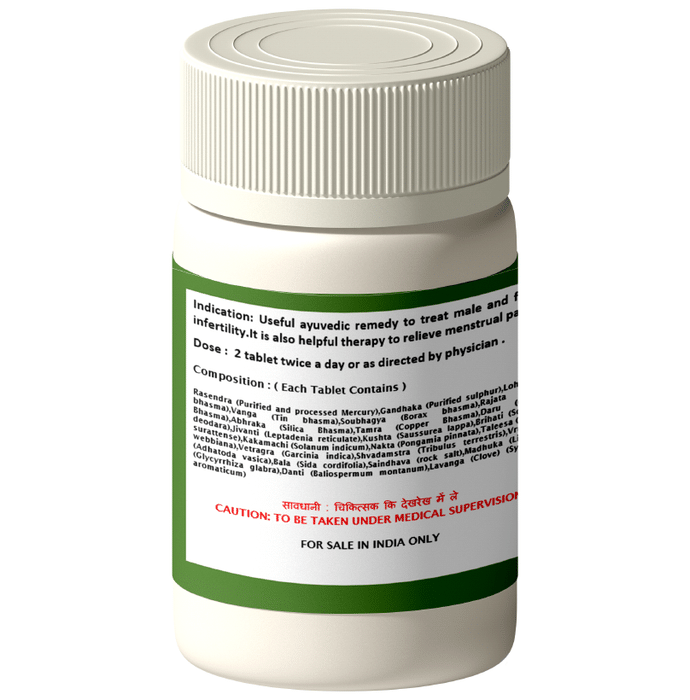 Indication: Useful ayuvedic remedy to treat male and f
infertility.It is also helpful therapy to relieve menstrual pa
Dose : 2 tablet twice a day or as directed by physician .
Composition : ( Each Tablet Contains )
Rasendra (Purified and processed Mercury),Gandhaka (Purified sulphur),Loh
bhasma),Vanga (Tin bhasma),Soubhagya (Borax bhasma),Rajata
Bhasma),Abhraka (Silica Bhasma),Tamra (Copper Bhasma),Daru (
deodara),Jivanti (Leptadenia reticulate),Kushta (Saussurea lappa),Brihati (So
surattense),Kakamachi (Solanum indicum),Nakta (Pongamia pinnata),Taleesa (
webbiana),Vetragra (Garcinia indica),Shvadamstra (Tribulus terrestris),Vr
(Adhatoda vasica),Bala (Sida cordifolia),Saindhava (rock salt),Madhuka (Li
(Glycyrrhiza glabra),Danti (Baliospermum montanum),Lavanga (Clove) (Sy
aromaticum)
सावधानी : चिकित्सक कि देखरेख में ले
CAUTION: TO BE TAKEN UNDER MEDICAL SUPERVISION
FOR SALE IN INDIA ONLY